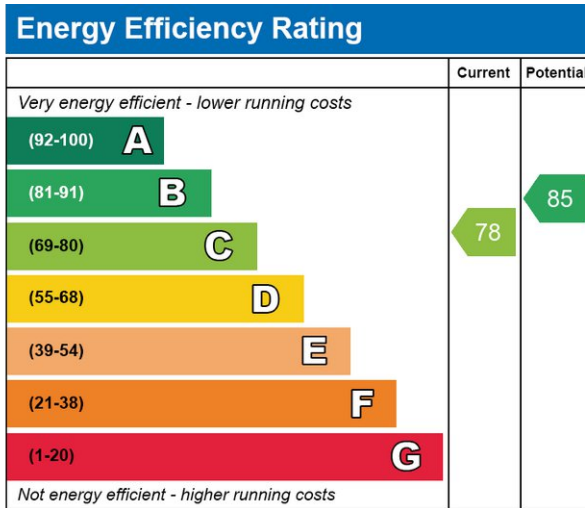 Energy Efficiency Rating
Current Potential
Very energy efficient - lower running costs
(92-100) A
(81-91) B
85
(69-80) C
78
(55-68) D
(39-54) E
(21-38) F
(1-20) G
Not energy efficient - higher running costs